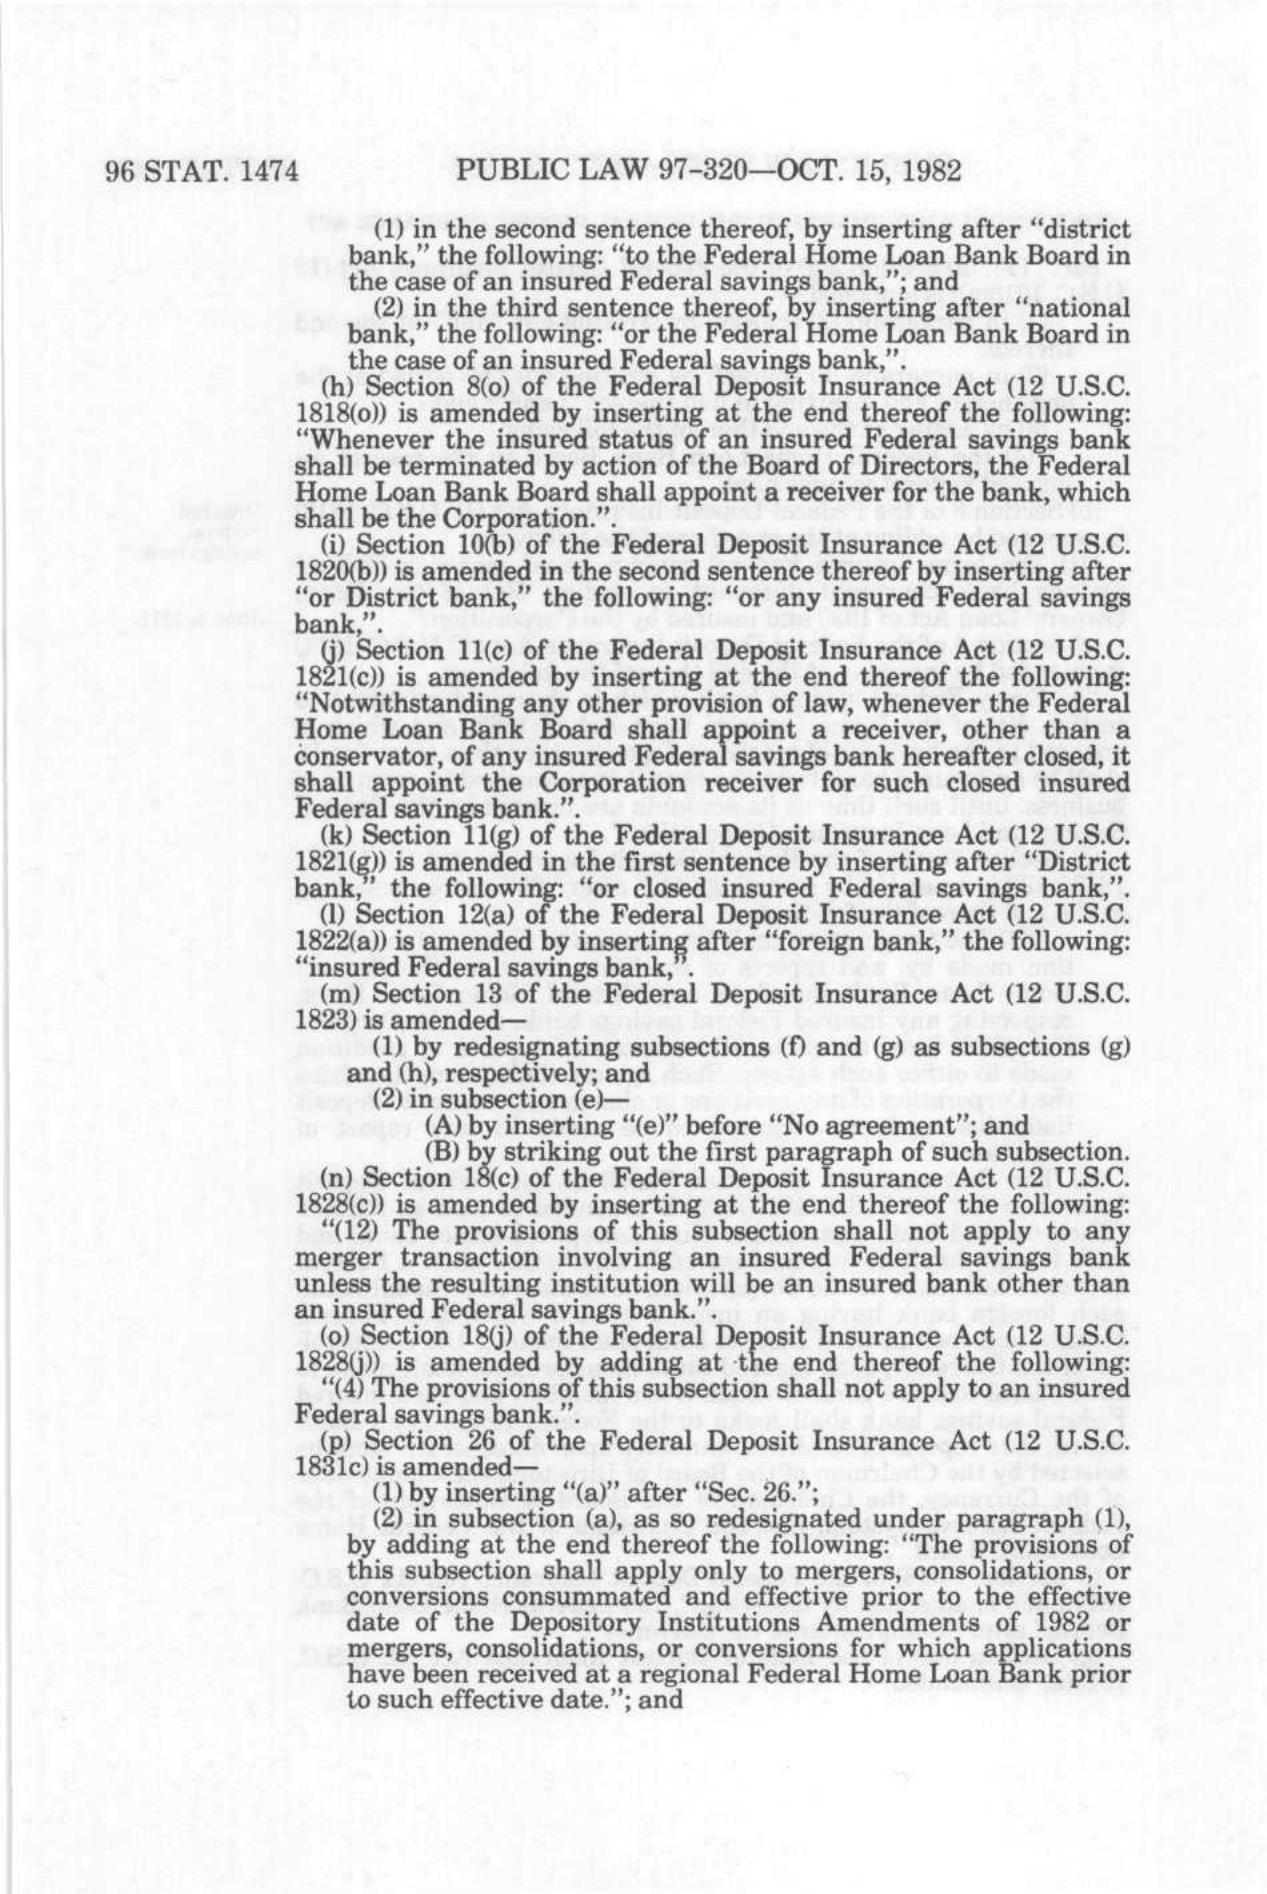 96 STAT. 1474 PUBLIC LAW 97-320—OCT. 15, 1982
(1) in the second sentence thereof, by inserting after “district
bank,” the following: “to the Federal Home Loan Bank Board in
the case of an insured Federal savings bank,”; and
(2) in the third sentence thereof, by inserting after “national
bank,” the following: “or the Federal Home Loan Bank Board in
the case of an insured Federal savings bank,”.
(h) Section 8(o) of the Federal Deposit Insurance Act (12 U.S.C.
1818(o)) is amended by inserting at the end thereof the following:
“Whenever the insured status of an insured Federal savings bank
shall be terminated by action of the Board of Directors, the Federal
Home Loan Bank Board shall appoint a receiver for the bank, which
shall be the Corporation.”.
(i) Section 10(b) of the Federal Deposit Insurance Act (12 U.S.C.
1820(b)) is amended in the second sentence thereof by inserting after
“or District bank,” the following: “or any insured Federal savings
bank,”.
(j) Section 11(c) of the Federal Deposit Insurance Act (12 U.S.C.
1821(c)) is amended by inserting at the end thereof the following:
“Notwithstanding any other provision of law, whenever the Federal
Home Loan Bank Board shall appoint a receiver, other than a
conservator, of any insured Federal savings bank hereafter closed, it
shall appoint the Corporation receiver for such closed insured
Federal savings bank.”.
(k) Section 11(g) of the Federal Deposit Insurance Act (12 U.S.C.
1821(g)) is amended in the first sentence by inserting after “District
bank,” the following: “or closed insured Federal savings bank,”.
(l) Section 12(a) of the Federal Deposit Insurance Act (12 U.S.C.
1822(a)) is amended by inserting after “foreign bank,” the following:
“insured Federal savings bank,”.
(m) Section 13 of the Federal Deposit Insurance Act (12 U.S.C.
1823) is amended—
(1) by redesignating subsections (f) and (g) as subsections (g)
and (h), respectively; and
(2) in subsection (e)—
(A) by inserting “(e)” before “No agreement”; and
(B) by striking out the first paragraph of such subsection.
(n) Section 18(c) of the Federal Deposit Insurance Act (12 U.S.C.
1828(c)) is amended by inserting at the end thereof the following:
“(12) The provisions of this subsection shall not apply to any
merger transaction involving an insured Federal savings bank
unless the resulting institution will be an insured bank other than
an insured Federal savings bank.”.
(o) Section 18(j) of the Federal Deposit Insurance Act (12 U.S.C.
1828(j)) is amended by adding at the end thereof the following:
“(4) The provisions of this subsection shall not apply to an insured
Federal savings bank.”.
(p) Section 26 of the Federal Deposit Insurance Act (12 U.S.C.
1831c) is amended—
(1) by inserting “(a)” after “Sec. 26.”;
(2) in subsection (a), as so redesignated under paragraph (1),
by adding at the end thereof the following: “The provisions of
this subsection shall apply only to mergers, consolidations, or
conversions consummated and effective prior to the effective
date of the Depository Institutions Amendments of 1982 or
mergers, consolidations, or conversions for which applications
have been received at a regional Federal Home Loan Bank prior
to such effective date.”; and